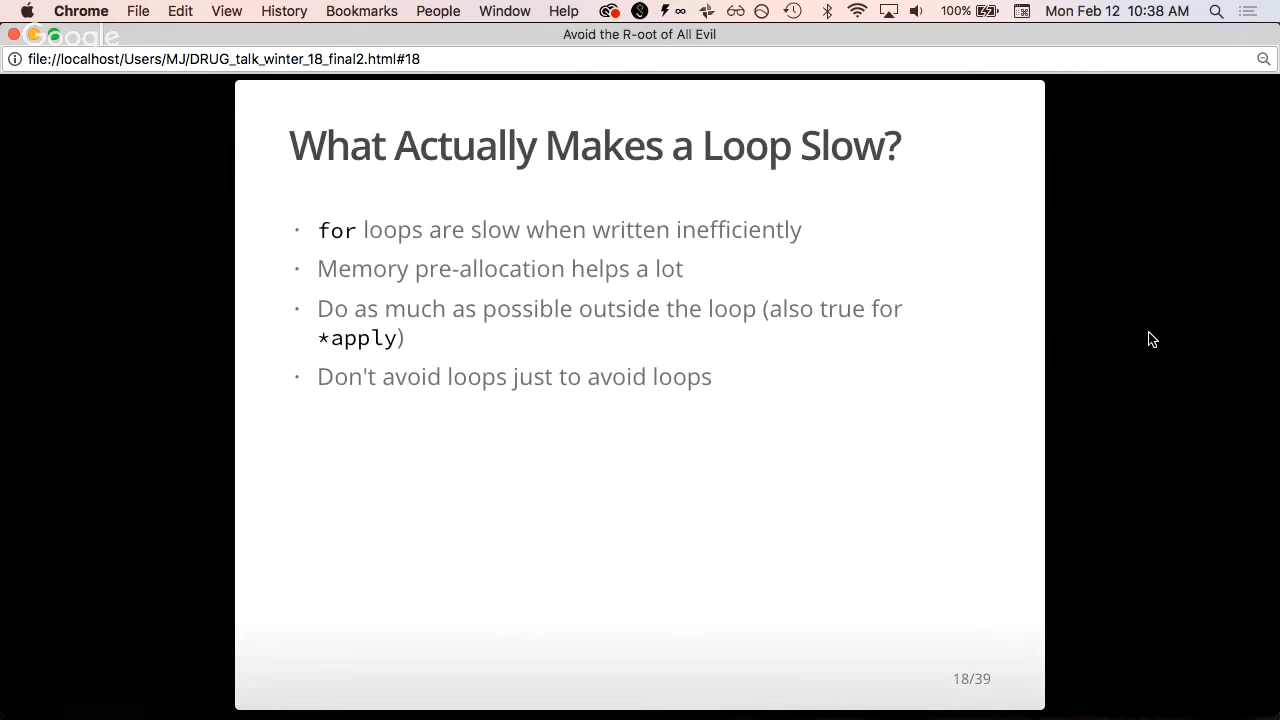 Chrome File Edit View History Bookmarks People Window Help 100% Mon Feb 12 10:38 AM
Google
Avoid the R-oot of All Evil
file://localhost/Users/MJ/DRUG_talk_winter_18_final2.html#18
What Actually Makes a Loop Slow?
· for loops are slow when written inefficiently
· Memory pre-allocation helps a lot
· Do as much as possible outside the loop (also true for
*apply)
· Don't avoid loops just to avoid loops
18/39